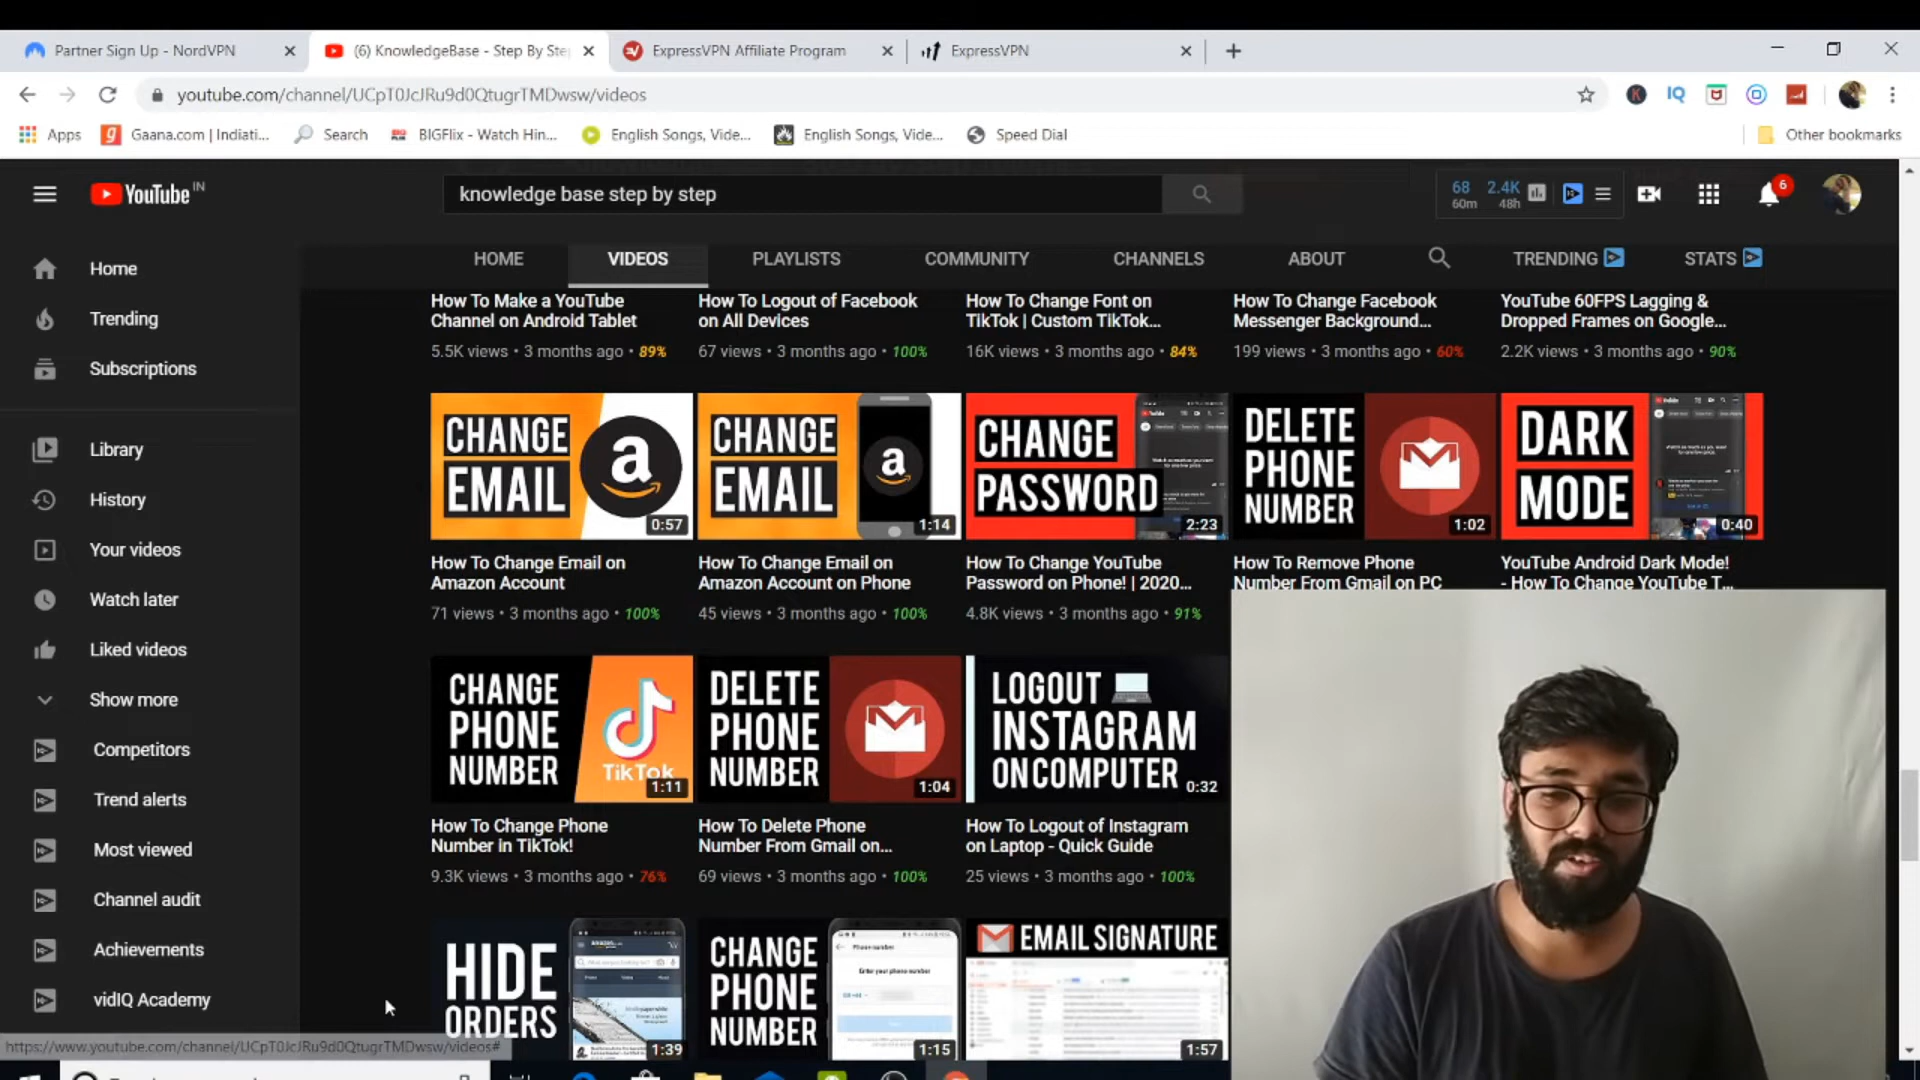 Partner Sign Up - NordVPN
(6) KnowledgeBase - Step By Ste
ExpressVPN Affiliate Program
ExpressVPN
youtube.com/channel/UCpT0JcJRu9d0QtugrTMDwsw/videos
IQ
Apps
Gaana.com | Indiati...
Search
BIGFlix - Watch Hin...
English Songs, Vide...
English Songs, Vide...
Speed Dial
Other bookmarks
YouTube IN
knowledge base step by step
68 2.4K
60m 48h
6
HOME VIDEOS PLAYLISTS COMMUNITY CHANNELS ABOUT TRENDING STATS
Home
Trending
Subscriptions
Library
History
Your videos
Watch later
Liked videos
Show more
Competitors
Trend alerts
Most viewed
Channel audit
Achievements
vidIQ Academy
How To Make a YouTube
Channel on Android Tablet
5.5K views • 3 months ago • 89%
How To Logout of Facebook
on All Devices
67 views • 3 months ago • 100%
How To Change Font on
TikTok | Custom TikTok...
16K views • 3 months ago • 84%
How To Change Facebook
Messenger Background...
199 views • 3 months ago • 60%
YouTube 60FPS Lagging &
Dropped Frames on Google...
2.2K views • 3 months ago • 90%
CHANGE
EMAIL
a
0:57
How To Change Email on
Amazon Account
71 views • 3 months ago • 100%
CHANGE
EMAIL
a
1:14
How To Change Email on
Amazon Account on Phone
45 views • 3 months ago • 100%
CHANGE
PASSWORD
2:23
How To Change YouTube
Password on Phone! | 2020...
4.8K views • 3 months ago • 91%
DELETE
PHONE
NUMBER
1:02
How To Remove Phone
Number From Gmail on PC
DARK
MODE
0:40
YouTube Android Dark Mode!
- How To Change YouTube T...
CHANGE
PHONE
NUMBER
TikTok
1:11
How To Change Phone
Number in TikTok!
9.3K views • 3 months ago • 76%
DELETE
PHONE
NUMBER
1:04
How To Delete Phone
Number From Gmail on...
69 views • 3 months ago • 100%
LOGOUT
INSTAGRAM
ON COMPUTER
0:32
How To Logout of Instagram
on Laptop - Quick Guide
25 views • 3 months ago • 100%
HIDE
ORDERS
1:39
CHANGE
PHONE
NUMBER
Phone number
Enter your phone number
1:15
EMAIL SIGNATURE
1:57
https://www.youtube.com/channel/UCpT0JcJRu9d0QtugrTMDwsw/videos#